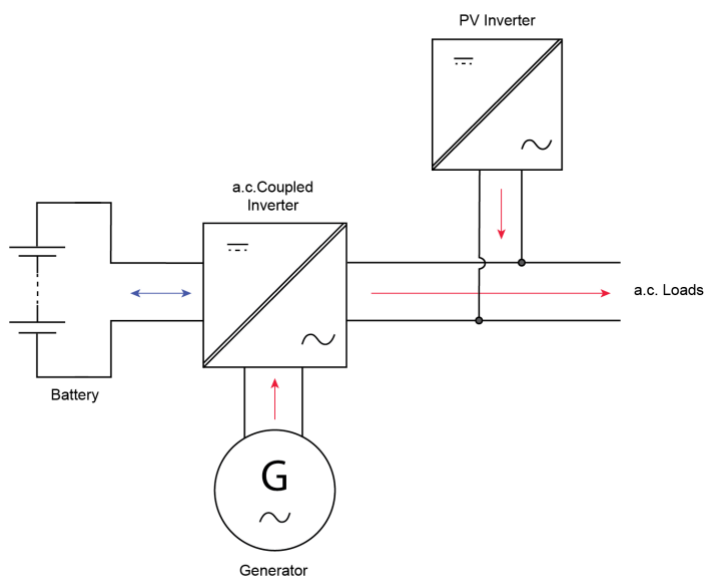 PV Inverter
a.c.Coupled
Inverter
a.c. Loads
Battery
G
Generator